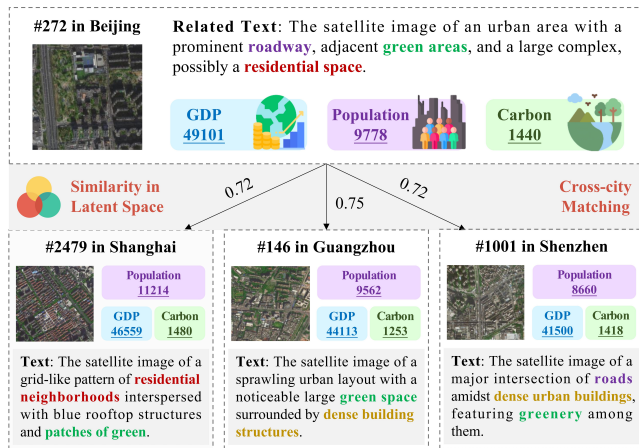 #272 in Beijing
Related Text: The satellite image of an urban area with a
prominent roadway, adjacent green areas, and a large complex,
possibly a residential space.
GDP
49101
Population
9778
Carbon
1440
Similarity in
Latent Space
0.72
0.75
0.72
Cross-city
Matching
#2479 in Shanghai
Population
11214
GDP
46559
Carbon
1480
Text: The satellite image of a
grid-like pattern of residential
neighborhoods interspersed
with blue rooftop structures
and patches of green.
#146 in Guangzhou
Population
9562
GDP
44113
Carbon
1253
Text: The satellite image of a
sprawling urban layout with a
noticeable large green space
surrounded by dense building
structures.
#1001 in Shenzhen
Population
8660
GDP
41500
Carbon
1418
Text: The satellite image of a
major intersection of roads
amidst dense urban buildings,
featuring greenery among
them.